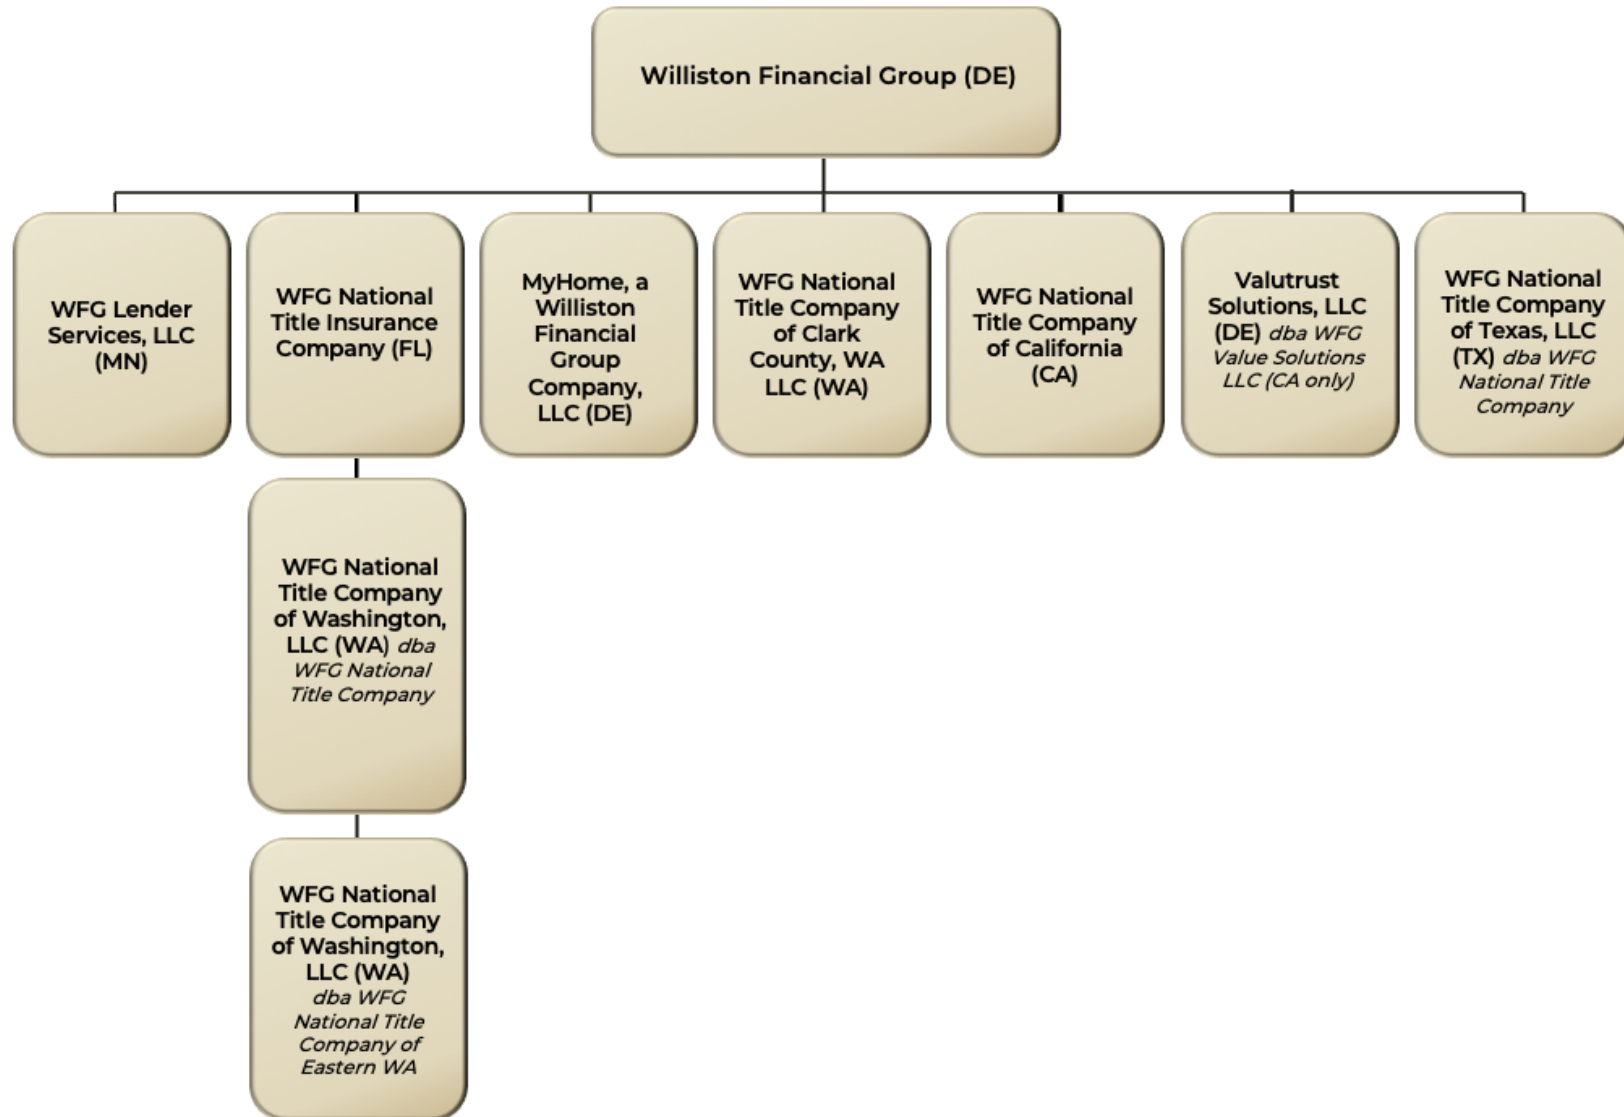 Williston Financial Group (DE)
WFG Lender
Services, LLC
(MN)
WFG National
Title Insurance
Company (FL)
MyHome, a
Williston
Financial
Group
Company,
LLC (DE)
WFG National
Title Company
of Clark
County, WA
LLC (WA)
WFG National
Title Company
of California
(CA)
Valutrust
Solutions, LLC
(DE) dba WFG
Value Solutions
LLC (CA only)
WFG National
Title Company
of Texas, LLC
(TX) dba WFG
National Title
Company
WFG National
Title Company
of Washington,
LLC (WA) dba
WFG National
Title Company
WFG National
Title Company
of Washington,
LLC (WA)
dba WFG
National Title
Company of
Eastern WA